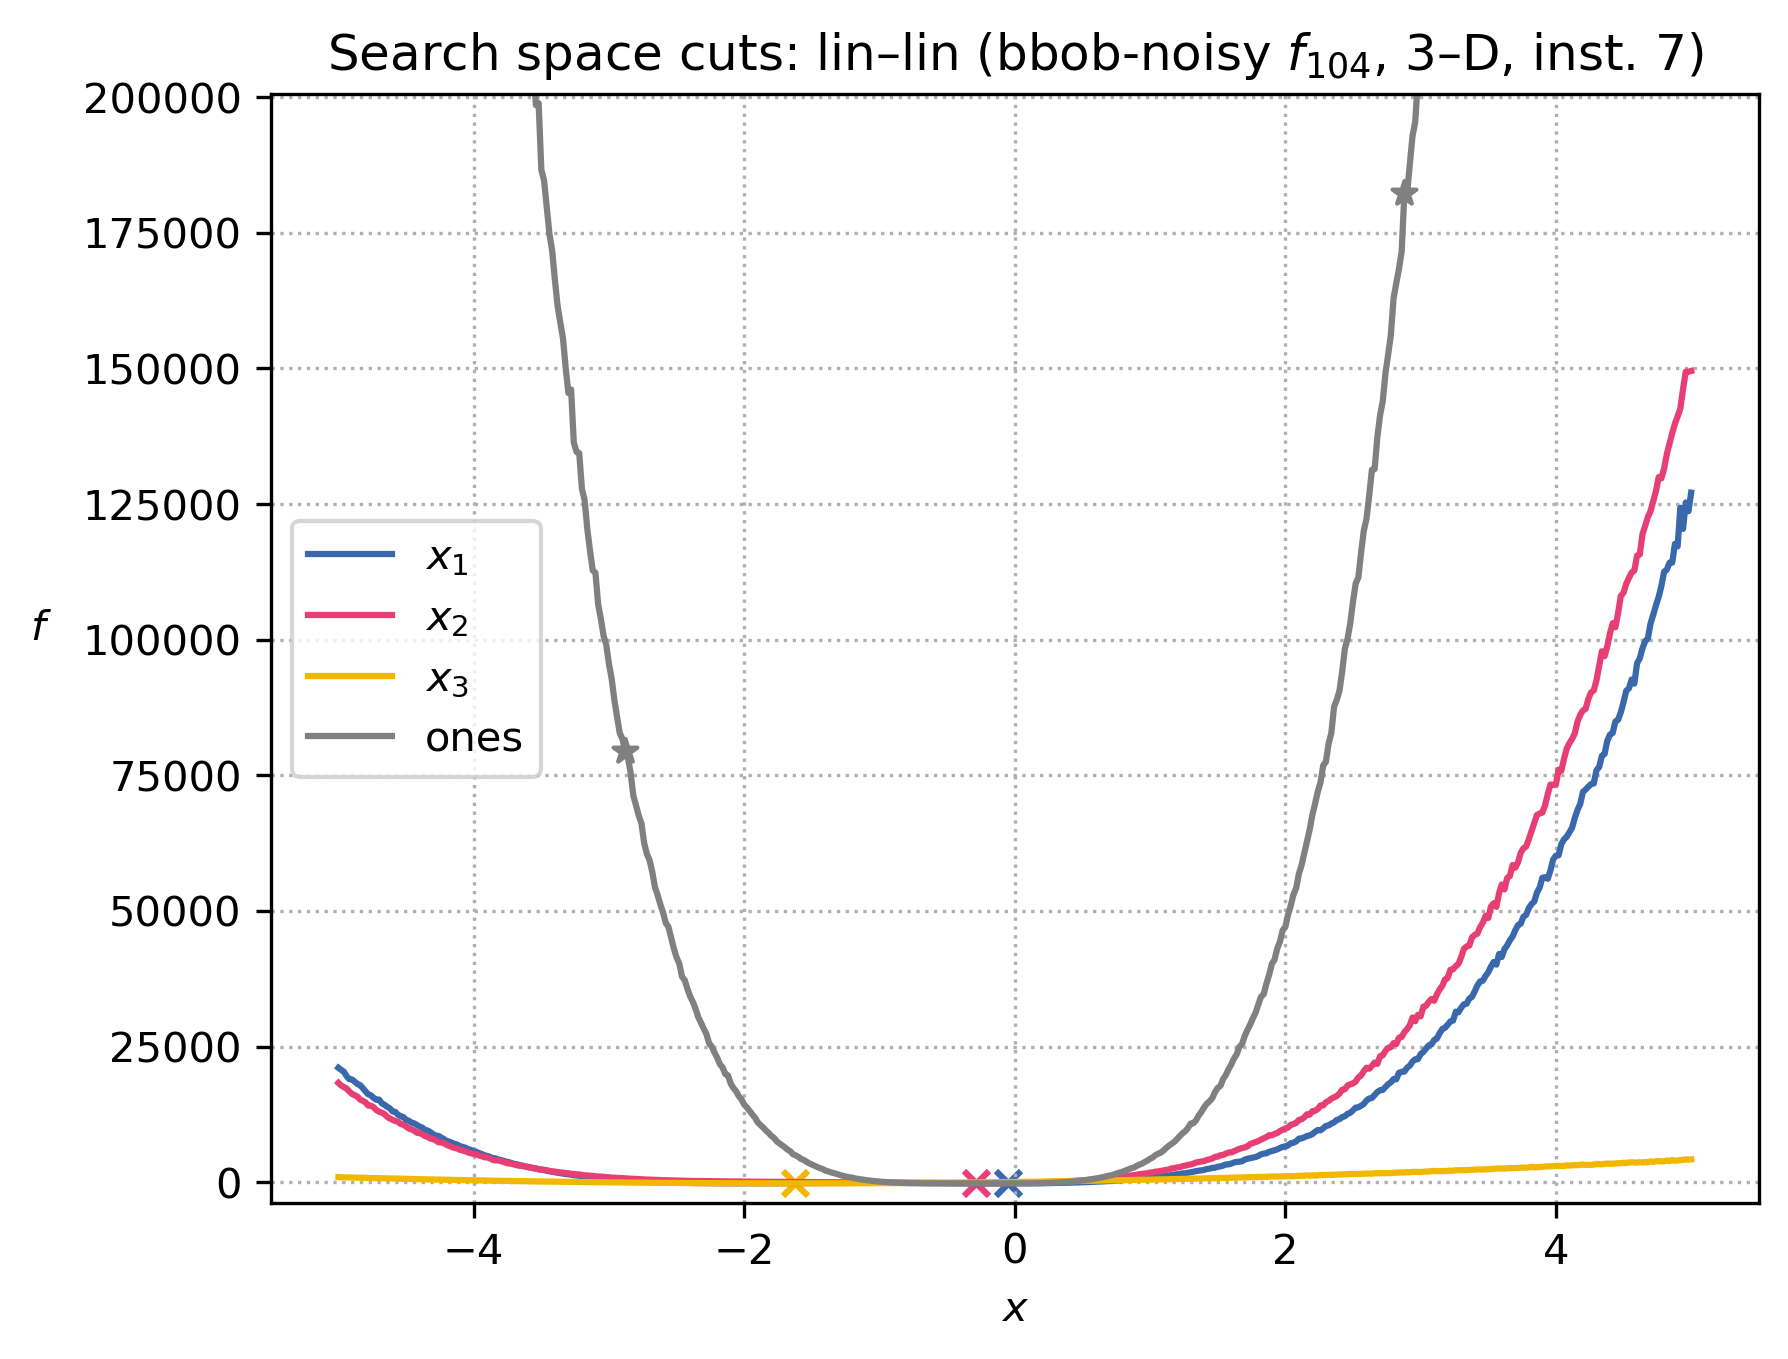 Search space cuts: lin–lin (bbob-noisy f₁₀₄, 3–D, inst. 7)
200000
175000
150000
125000
100000
75000
50000
25000
0
f
x₁
x₂
x₃
ones
−4 −2 0 2 4
x